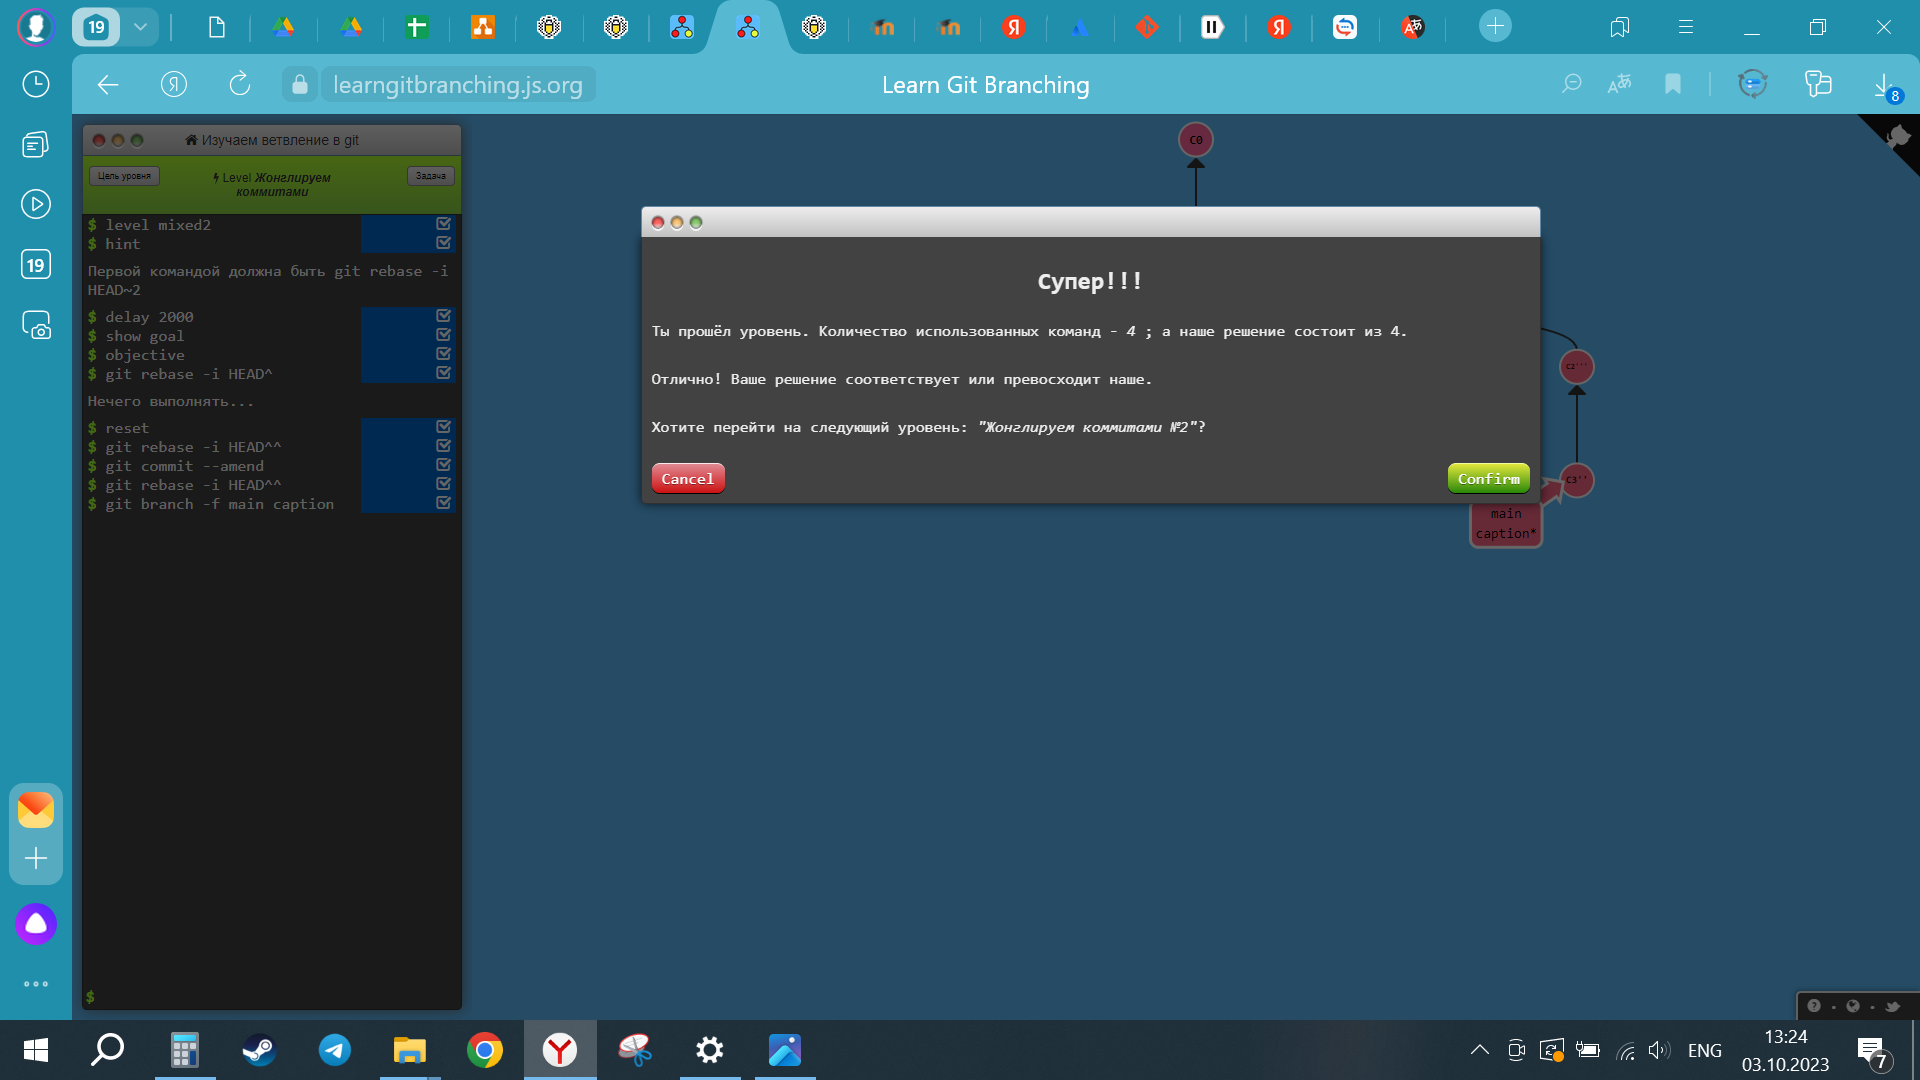 19
learngitbranching.js.org
Learn Git Branching
8
19
Изучаем ветвление в git
Цель уровня
Level Жонглируем
коммитами
Задача
$ level mixed2
$ hint
Первой командой должна быть git rebase -i
HEAD~2
$ delay 2000
$ show goal
$ objective
$ git rebase -i HEAD^
Нечего выполнять...
$ reset
$ git rebase -i HEAD^^
$ git commit --amend
$ git rebase -i HEAD^^
$ git branch -f main caption
$
C0
Супер!!!
Ты прошёл уровень. Количество использованных команд - 4 ; а наше решение состоит из 4.
Отлично! Ваше решение соответствует или превосходит наше.
Хотите перейти на следующий уровень: "Жонглируем коммитами №2"?
Cancel
Confirm
C2'''
C3''
main
caption*
ENG
13:24
03.10.2023
7